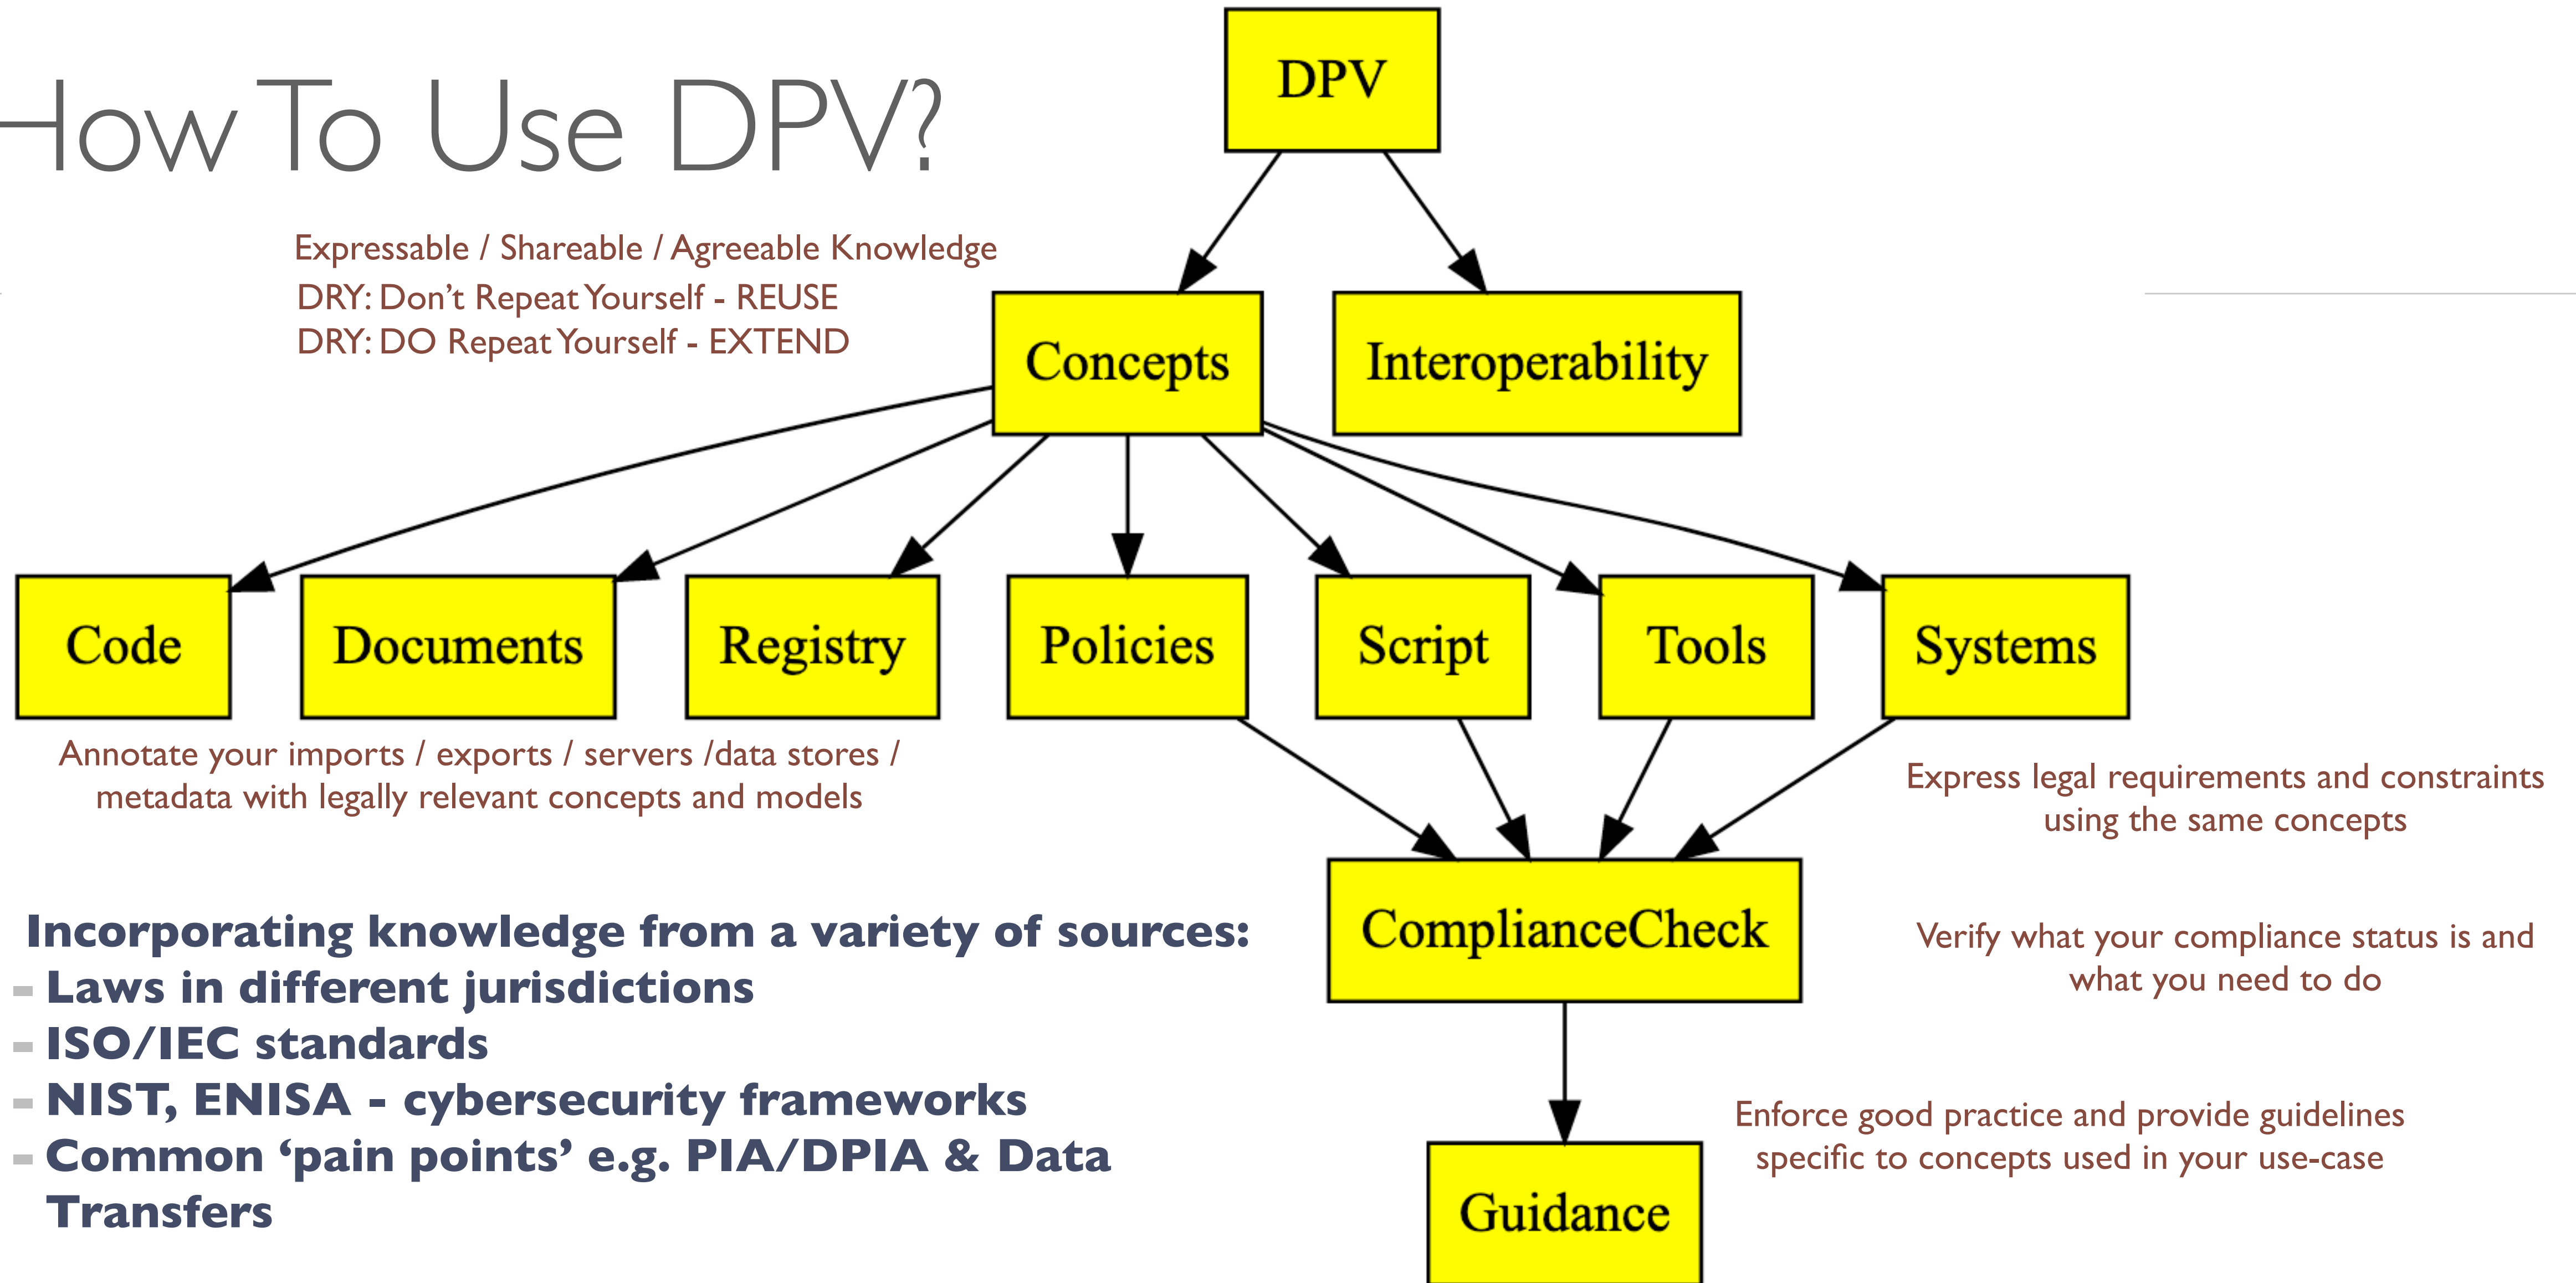 How To Use DPV?
DPV
Expressable / Shareable / Agreeable Knowledge
DRY: Don’t Repeat Yourself - REUSE
DRY: DO Repeat Yourself - EXTEND
Concepts
Interoperability
Code
Documents
Registry
Policies
Script
Tools
Systems
Annotate your imports / exports / servers /data stores /
metadata with legally relevant concepts and models
Express legal requirements and constraints
using the same concepts
Incorporating knowledge from a variety of sources:
- Laws in different jurisdictions
- ISO/IEC standards
- NIST, ENISA - cybersecurity frameworks
- Common ‘pain points’ e.g. PIA/DPIA & Data
Transfers
ComplianceCheck
Verify what your compliance status is and
what you need to do
Enforce good practice and provide guidelines
specific to concepts used in your use-case
Guidance